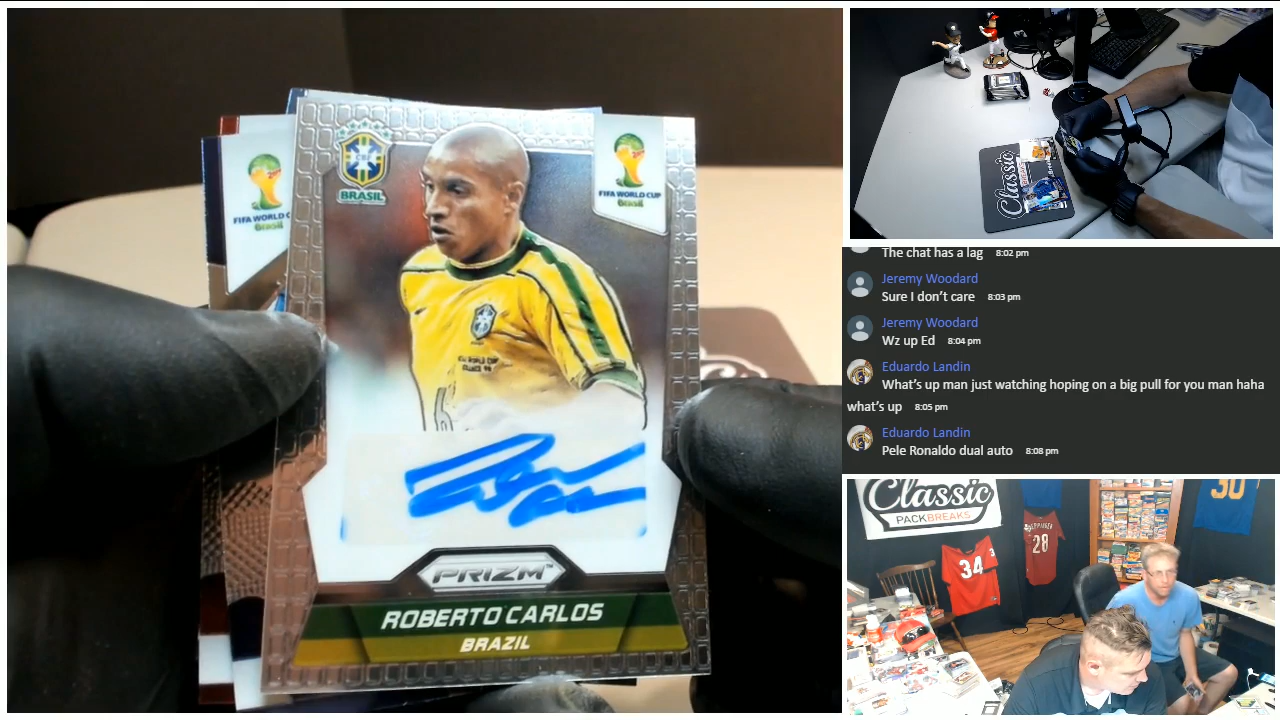 BRASIL
FIFA WORLD CUP
Brasil
FIFA WORLD C
Brasil
PRIZM
ROBERTO CARLOS
BRAZIL
Classic
The chat has a lag 8:02 pm
Jeremy Woodard
Sure I don't care 8:03 pm
Jeremy Woodard
Wz up Ed 8:04 pm
Eduardo Landin
What's up man just watching hoping on a big pull for you man haha
what's up 8:05 pm
Eduardo Landin
Pele Ronaldo dual auto 8:08 pm
Classic
PACKBREAKS
30
28
34